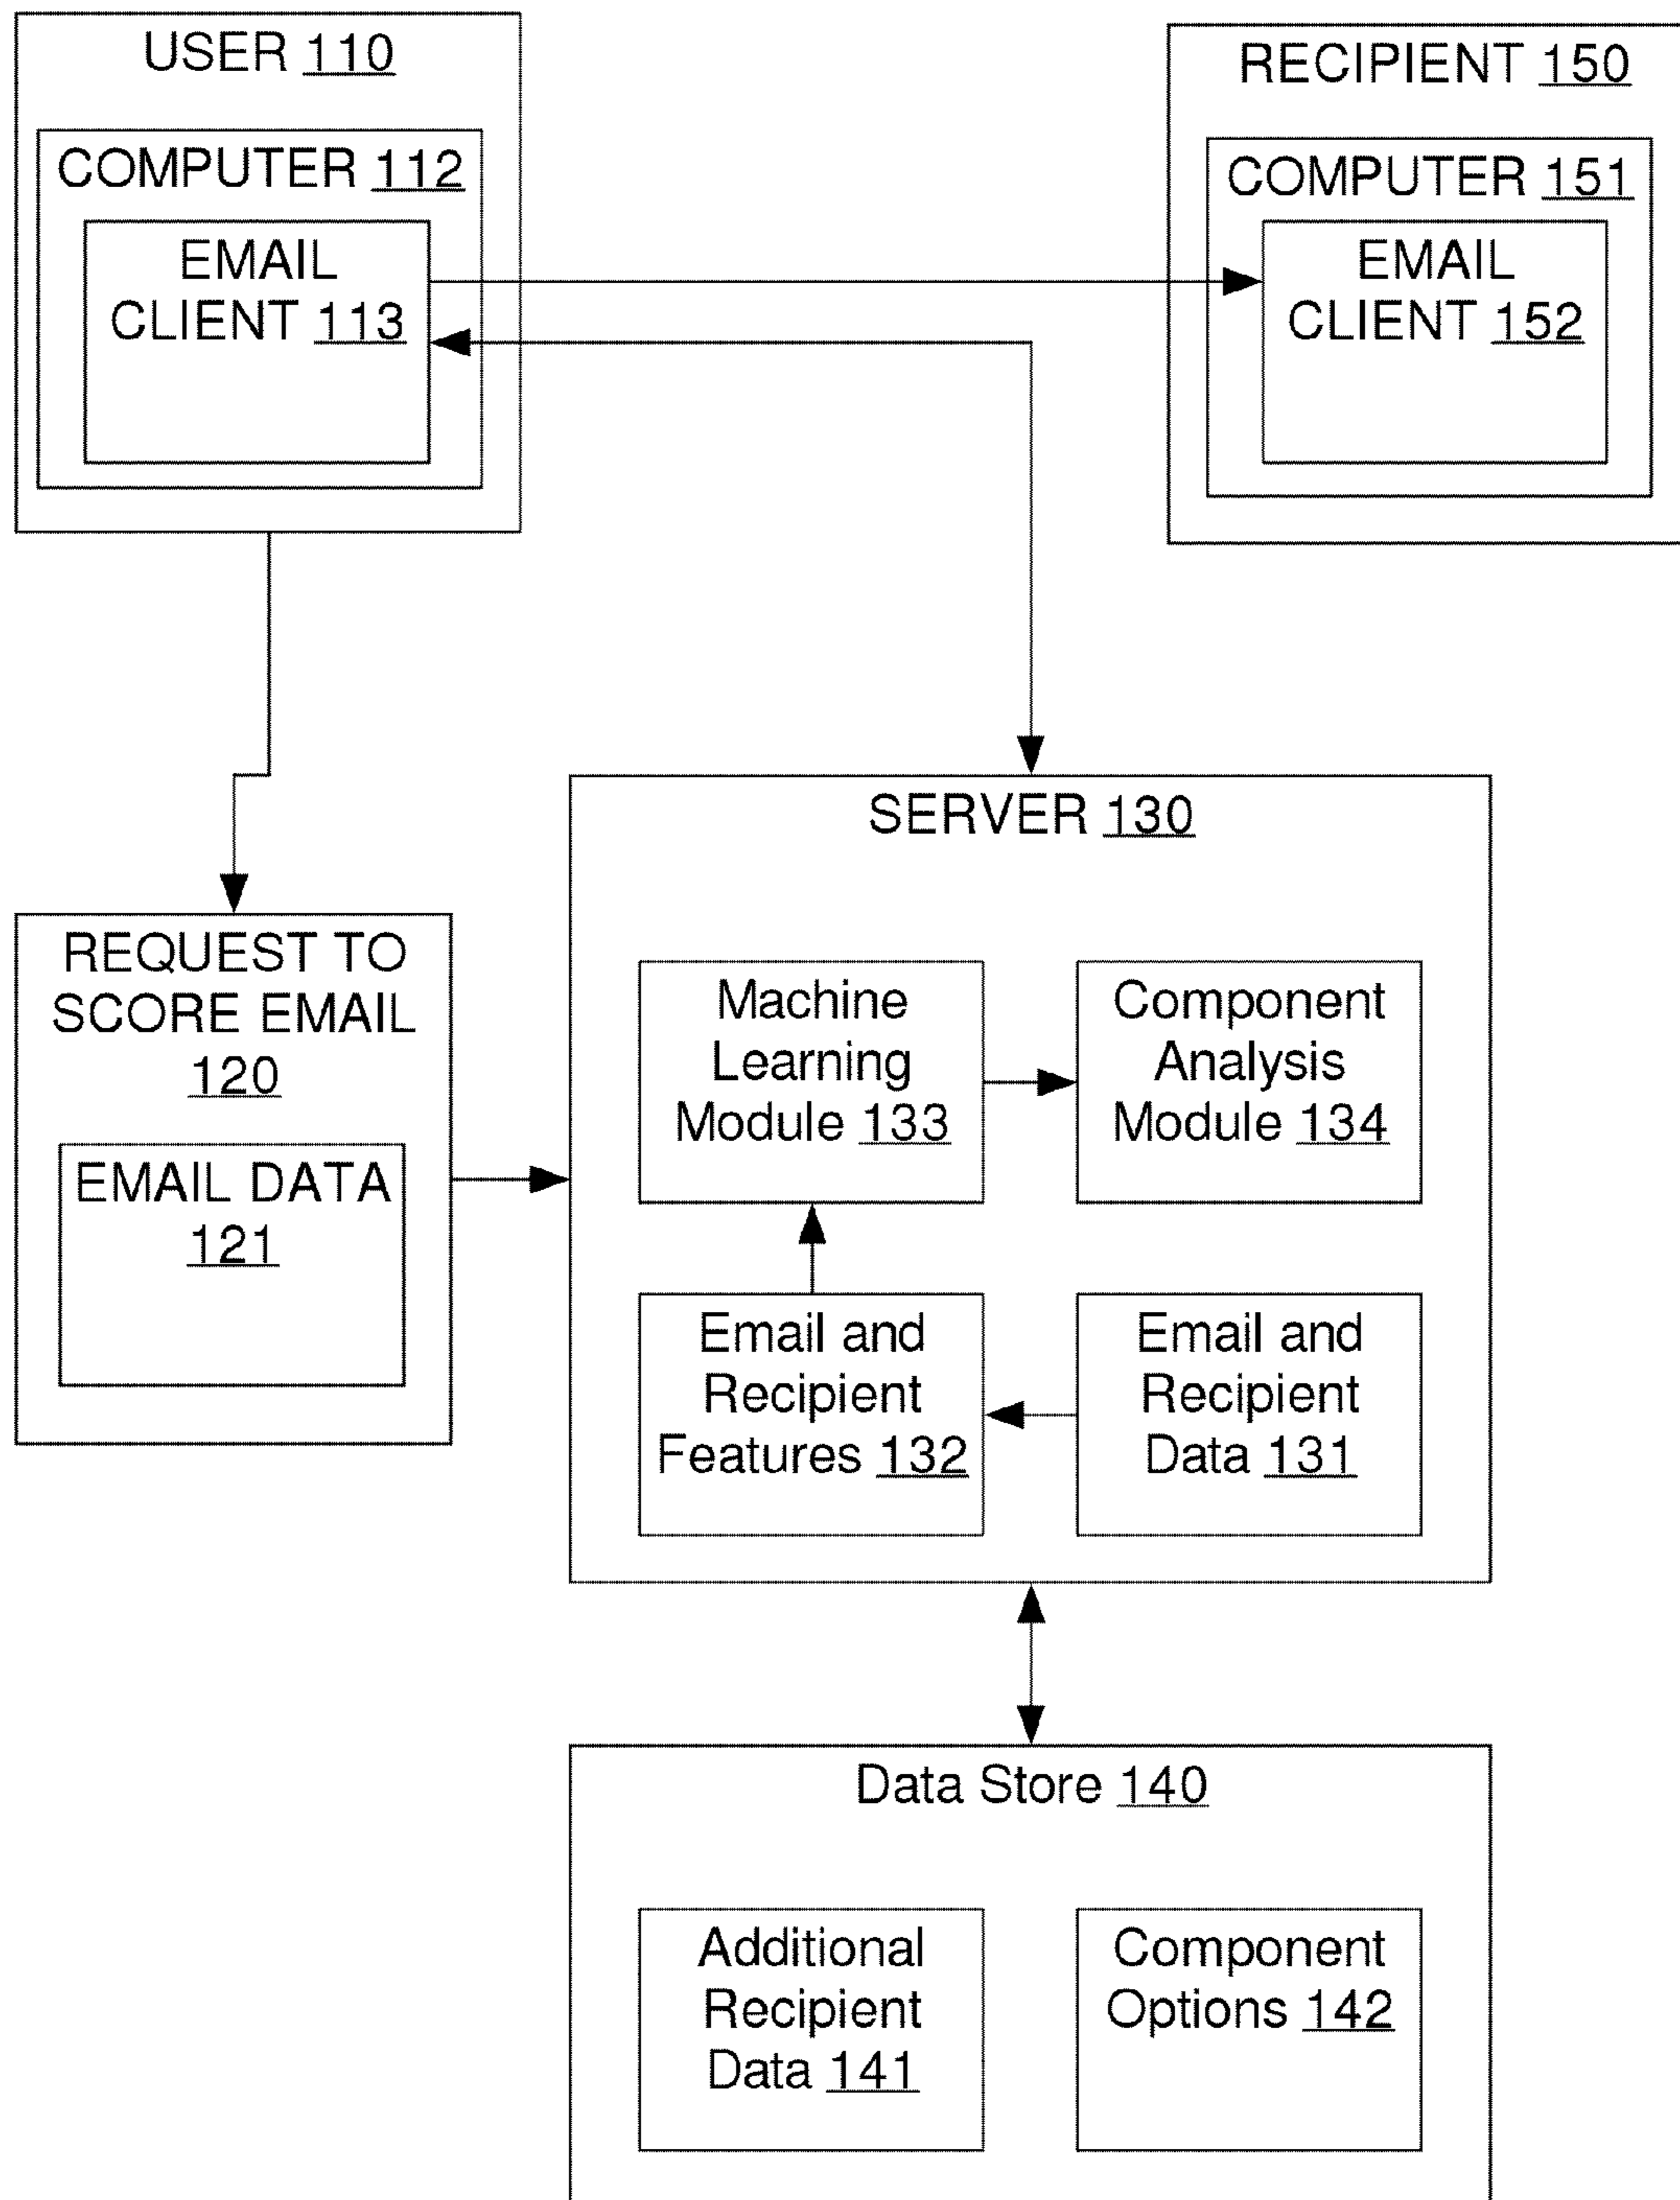 USER 110
COMPUTER 112
EMAIL
CLIENT 113
RECIPIENT 150
COMPUTER 151
EMAIL
CLIENT 152
REQUEST TO
SCORE EMAIL
120
EMAIL DATA
121
SERVER 130
Machine
Learning
Module 133
Component
Analysis
Module 134
Email and
Recipient
Features 132
Email and
Recipient
Data 131
Data Store 140
Additional
Recipient
Data 141
Component
Options 142